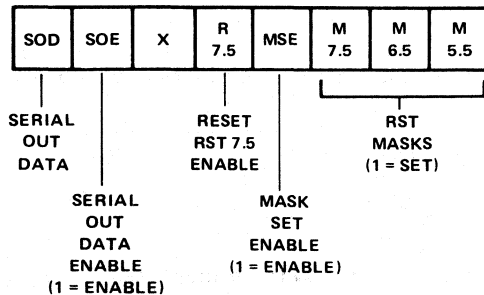 SOD SOE X R 7.5 MSE M 7.5 M 6.5 M 5.5
SERIAL
OUT
DATA
RESET
RST 7.5
ENABLE
RST
MASKS
(1 = SET)
SERIAL
OUT
DATA
ENABLE
(1 = ENABLE)
MASK
SET
ENABLE
(1 = ENABLE)